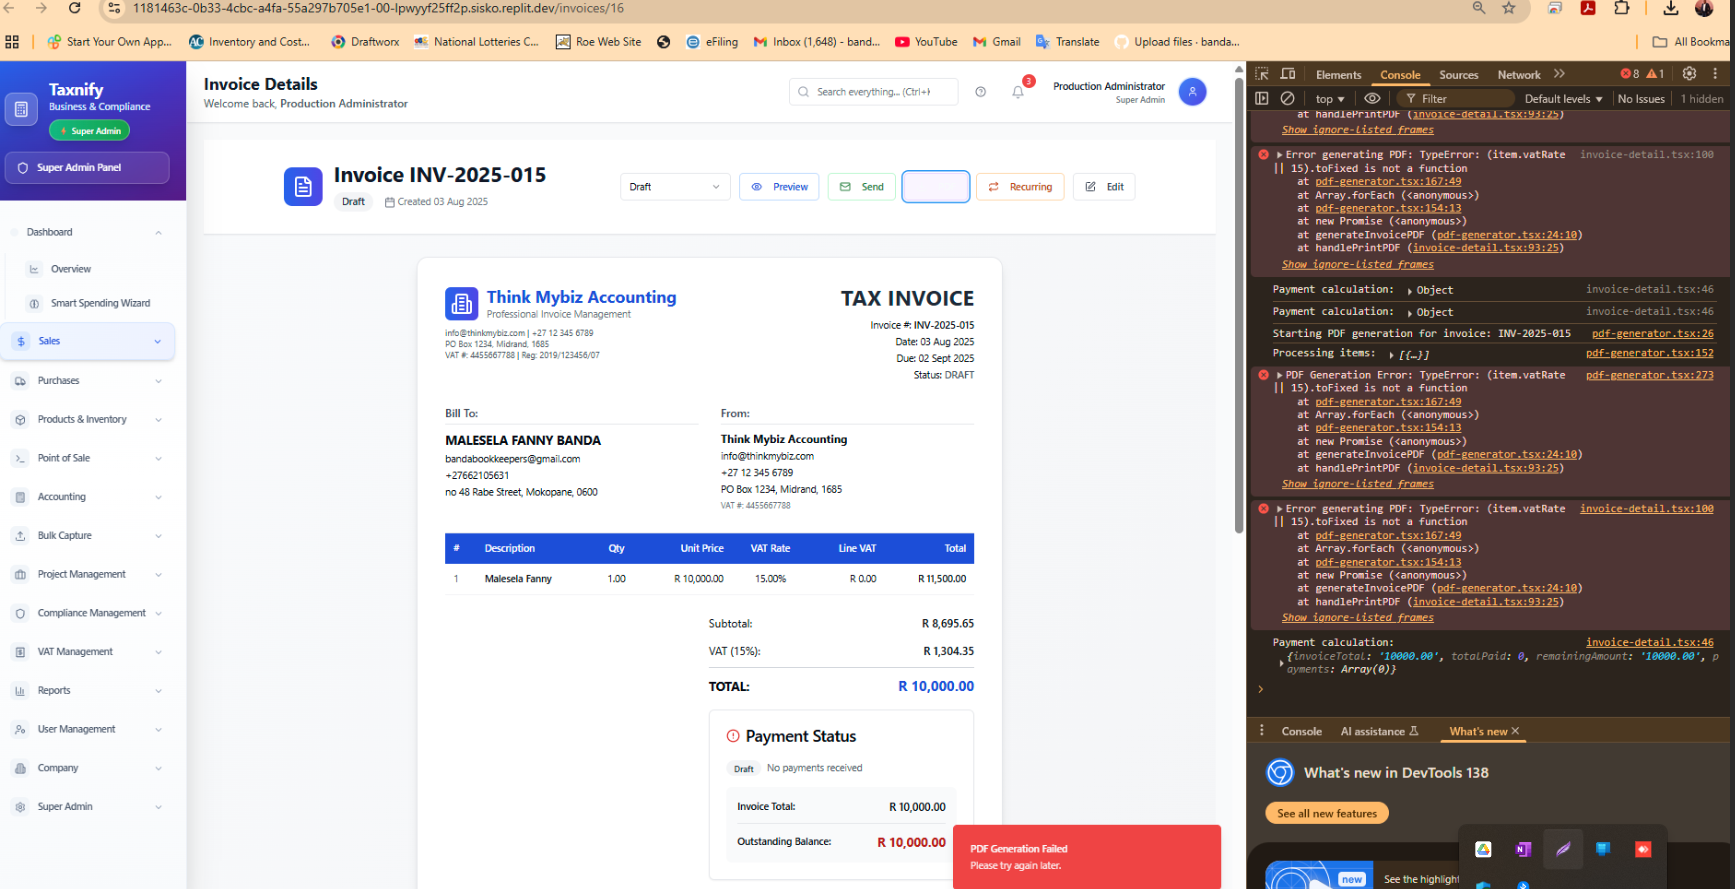 1181463c-0b33-4cbc-a4fa-55a297b705e1-00-lpwyyf25ff2p.sisko.replit.dev/invoices/16
Start Your Own App...
Inventory and Cost...
Draftworx
National Lotteries C...
Roe Web Site
eFiling
Inbox (1,648) - band...
YouTube
Gmail
Translate
Upload files · banda...
All Bookma
Taxnify
Business & Compliance
Super Admin
Super Admin Panel
Dashboard
Overview
Smart Spending Wizard
Sales
Purchases
Products & Inventory
Point of Sale
Accounting
Bulk Capture
Project Management
Compliance Management
VAT Management
Reports
User Management
Company
Super Admin
Invoice Details
Welcome back, Production Administrator
Search everything... (Ctrl+
3
Production Administrator
Super Admin
Invoice INV-2025-015
Draft Created 03 Aug 2025
Draft
Preview
Send
Recurring
Edit
Think Mybiz Accounting
Professional Invoice Management
info@thinkmybiz.com | +27 12 345 6789
PO Box 1234, Midrand, 1685
VAT #: 4455667788 | Reg: 2019/123456/07
TAX INVOICE
Invoice #: INV-2025-015
Date: 03 Aug 2025
Due: 02 Sept 2025
Status: DRAFT
Bill To:
MALESELA FANNY BANDA
bandabookkeepers@gmail.com
+27662105631
no 48 Rabe Street, Mokopane, 0600
From:
Think Mybiz Accounting
info@thinkmybiz.com
+27 12 345 6789
PO Box 1234, Midrand, 1685
VAT #: 4455667788
# Description Qty Unit Price VAT Rate Line VAT Total
1 Malesela Fanny 1.00 R 10,000.00 15.00% R 0.00 R 11,500.00
Subtotal: R 8,695.65
VAT (15%): R 1,304.35
TOTAL: R 10,000.00
Payment Status
Draft No payments received
Invoice Total: R 10,000.00
Outstanding Balance: R 10,000.00
PDF Generation Failed
Please try again later.
Elements Console Sources Network 8 1
top Filter Default levels No Issues 1 hidden
at handlePrintPDF (invoice-detail.tsx:93:25)
Show ignore-listed frames
Error generating PDF: TypeError: (item.vatRate invoice-detail.tsx:100
|| 15).toFixed is not a function
at pdf-generator.tsx:167:49
at Array.forEach (<anonymous>)
at pdf-generator.tsx:154:13
at new Promise (<anonymous>)
at generateInvoicePDF (pdf-generator.tsx:24:10)
at handlePrintPDF (invoice-detail.tsx:93:25)
Show ignore-listed frames
Payment calculation: Object invoice-detail.tsx:46
Payment calculation: Object invoice-detail.tsx:46
Starting PDF generation for invoice: INV-2025-015 pdf-generator.tsx:26
Processing items: [{…}] pdf-generator.tsx:152
PDF Generation Error: TypeError: (item.vatRate pdf-generator.tsx:273
|| 15).toFixed is not a function
at pdf-generator.tsx:167:49
at Array.forEach (<anonymous>)
at pdf-generator.tsx:154:13
at new Promise (<anonymous>)
at generateInvoicePDF (pdf-generator.tsx:24:10)
at handlePrintPDF (invoice-detail.tsx:93:25)
Show ignore-listed frames
Error generating PDF: TypeError: (item.vatRate invoice-detail.tsx:100
|| 15).toFixed is not a function
at pdf-generator.tsx:167:49
at Array.forEach (<anonymous>)
at pdf-generator.tsx:154:13
at new Promise (<anonymous>)
at generateInvoicePDF (pdf-generator.tsx:24:10)
at handlePrintPDF (invoice-detail.tsx:93:25)
Show ignore-listed frames
Payment calculation: invoice-detail.tsx:46
{invoiceTotal: '10000.00', totalPaid: 0, remainingAmount: '10000.00', p
ayments: Array(0)}
Console AI assistance What's new
What's new in DevTools 138
See all new features
new
See the highlight